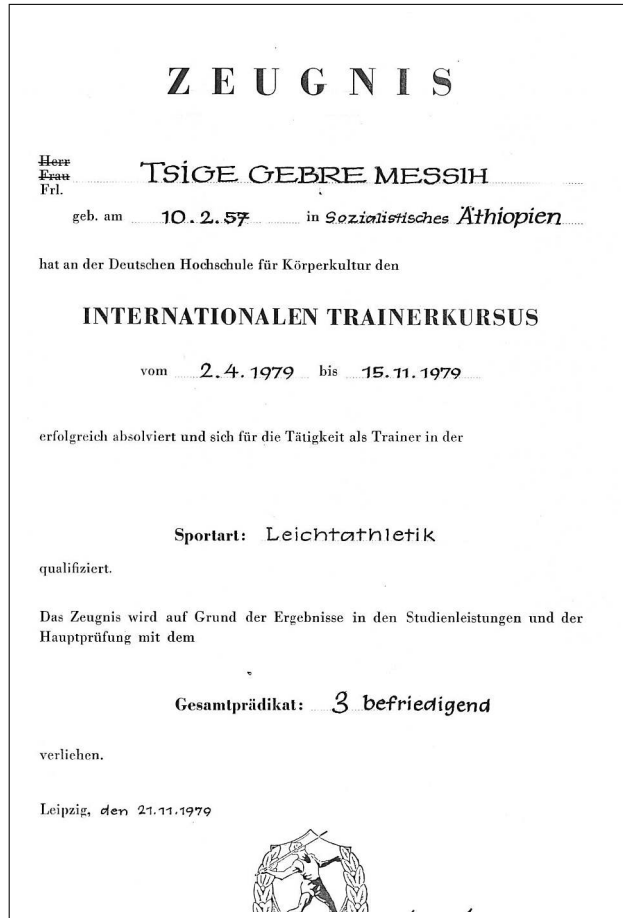 ZEUGNIS
Herr
Frau
Frl.
TSIGE GEBRE MESSIH
geb. am 10.2.57 in Sozialistisches Äthiopien
hat an der Deutschen Hochschule für Körperkultur den
INTERNATIONALEN TRAINERKURSUS
vom 2.4.1979 bis 15.11.1979
erfolgreich absolviert und sich für die Tätigkeit als Trainer in der
Sportart: Leichtathletik
qualifiziert.
Das Zeugnis wird auf Grund der Ergebnisse in den Studienleistungen und der
Hauptprüfung mit dem
Gesamtprädikat: 3 befriedigend
verliehen.
Leipzig, den 21.11.1979